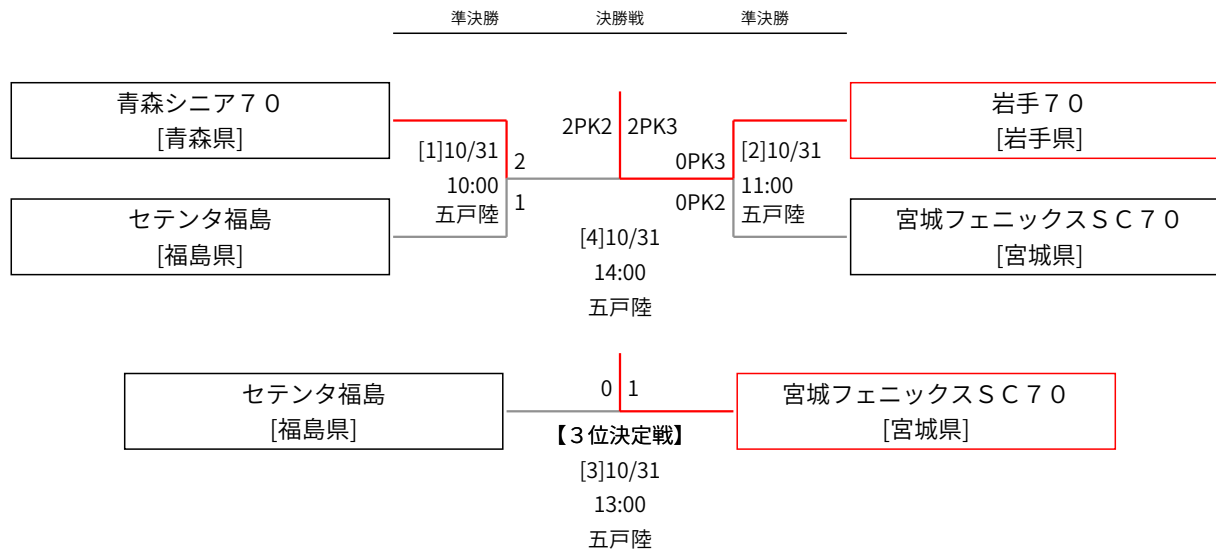 準決勝
決勝戦
準決勝
青森シニア７０
[青森県]
セテンタ福島
[福島県]
[1]10/31
10:00
五戸陸
2
1
2PK2
2PK3
0PK3
0PK2
[2]10/31
11:00
五戸陸
岩手７０
[岩手県]
宮城フェニックスＳＣ７０
[宮城県]
[4]10/31
14:00
五戸陸
セテンタ福島
[福島県]
0
1
宮城フェニックスＳＣ７０
[宮城県]
【３位決定戦】
[3]10/31
13:00
五戸陸